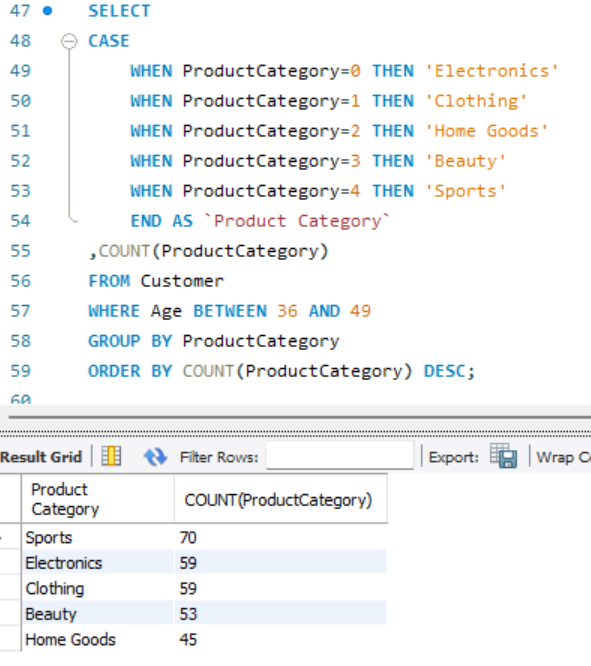 47 SELECT
48 CASE
49 WHEN ProductCategory=0 THEN 'Electronics'
50 WHEN ProductCategory=1 THEN 'Clothing'
51 WHEN ProductCategory=2 THEN 'Home Goods'
52 WHEN ProductCategory=3 THEN 'Beauty'
53 WHEN ProductCategory=4 THEN 'Sports'
54 END AS `Product Category`
55 ,COUNT(ProductCategory)
56 FROM Customer
57 WHERE Age BETWEEN 36 AND 49
58 GROUP BY ProductCategory
59 ORDER BY COUNT(ProductCategory) DESC;
60
Result Grid Filter Rows: Export: Wrap
Product
Category COUNT(ProductCategory)
Sports 70
Electronics 59
Clothing 59
Beauty 53
Home Goods 45